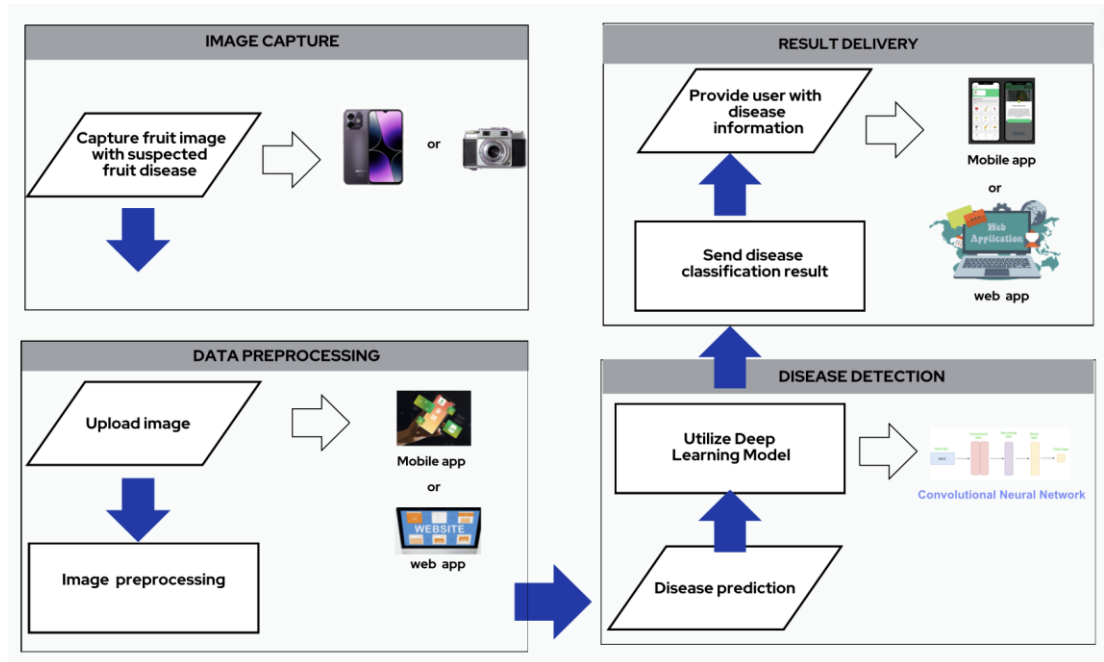 IMAGE CAPTURE
Capture fruit image
with suspected
fruit disease
or
DATA PREPROCESSING
Upload image
Mobile app
or
WEBSITE
web app
Image preprocessing
RESULT DELIVERY
Provide user with
disease
information
Mobile app
or
Web
Application
web app
Send disease
classification result
DISEASE DETECTION
Utilize Deep
Learning Model
Convolutional Neural Network
Disease prediction